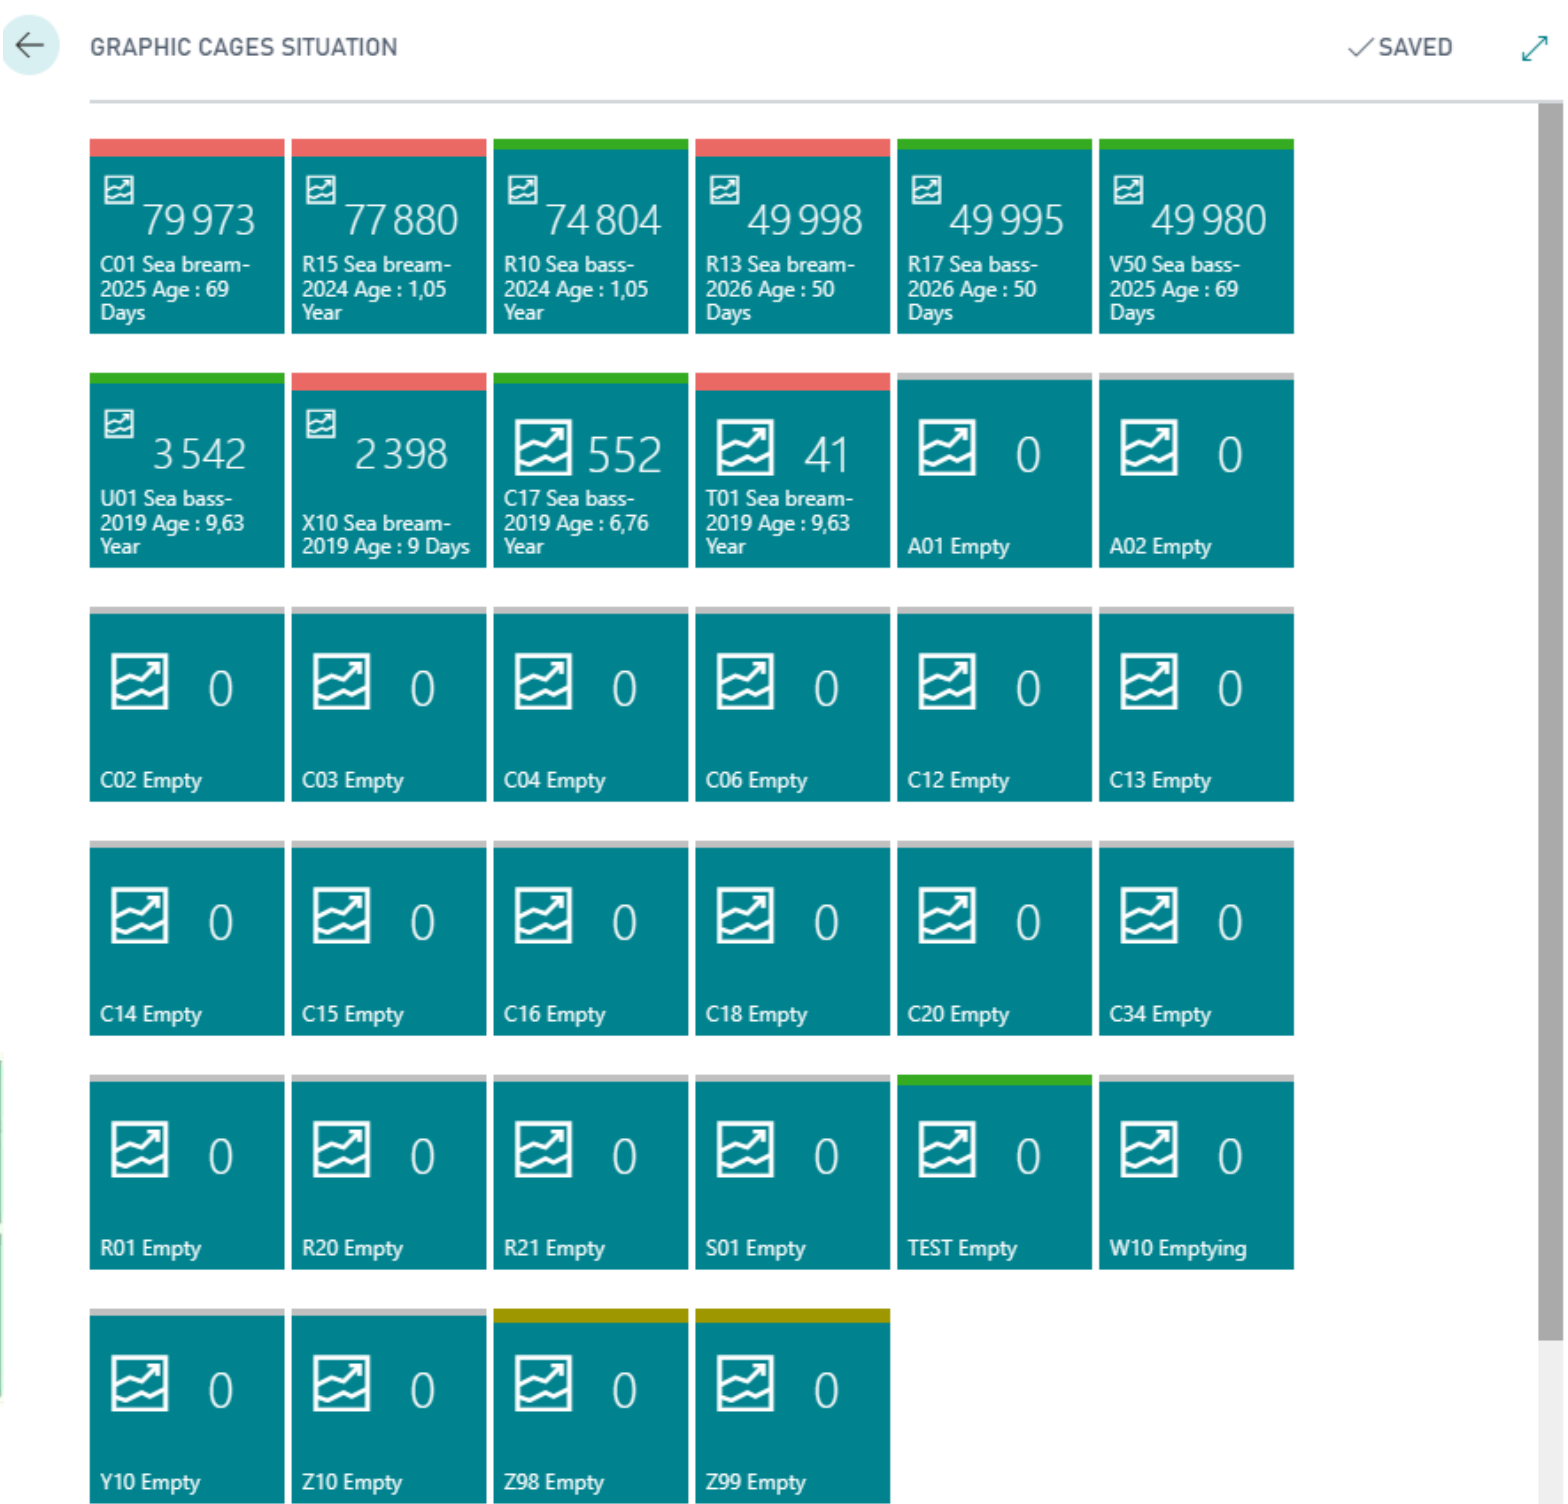 GRAPHIC CAGES SITUATION
SAVED
79 973
C01 Sea bream-
2025 Age : 69
Days
77 880
R15 Sea bream-
2024 Age : 1,05
Year
74 804
R10 Sea bass-
2024 Age : 1,05
Year
49 998
R13 Sea bream-
2026 Age : 50
Days
49 995
R17 Sea bass-
2026 Age : 50
Days
49 980
V50 Sea bass-
2025 Age : 69
Days
3 542
U01 Sea bass-
2019 Age : 9,63
Year
2 398
X10 Sea bream-
2019 Age : 9 Days
552
C17 Sea bass-
2019 Age : 6,76
Year
41
T01 Sea bream-
2019 Age : 9,63
Year
0
A01 Empty
0
A02 Empty
0
C02 Empty
0
C03 Empty
0
C04 Empty
0
C06 Empty
0
C12 Empty
0
C13 Empty
0
C14 Empty
0
C15 Empty
0
C16 Empty
0
C18 Empty
0
C20 Empty
0
C34 Empty
0
R01 Empty
0
R20 Empty
0
R21 Empty
0
S01 Empty
0
TEST Empty
0
W10 Emptying
0
Y10 Empty
0
Z10 Empty
0
Z98 Empty
0
Z99 Empty